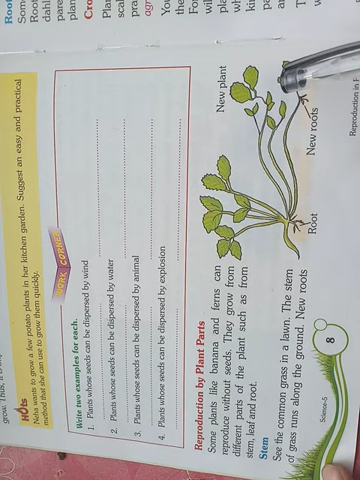 HOts
Neha wants to grow a few potato plants in her kitchen garden. Suggest an easy and practical
method that she can use to grow them quickly.
WORK CORNER
Write two examples for each.
1. Plants whose seeds can be dispersed by wind
2. Plants whose seeds can be dispersed by water
3. Plants whose seeds can be dispersed by animal
4. Plants whose seeds can be dispersed by explosion
Reproduction by Plant Parts
Some plants like banana and ferns can
reproduce without seeds. They grow from
different parts of the plant such as from
stem, leaf and root.
Stem
See the common grass in a lawn. The stem
of grass runs along the ground. New roots
New plant
New roots
Root
8
Science-5
Reproduction in